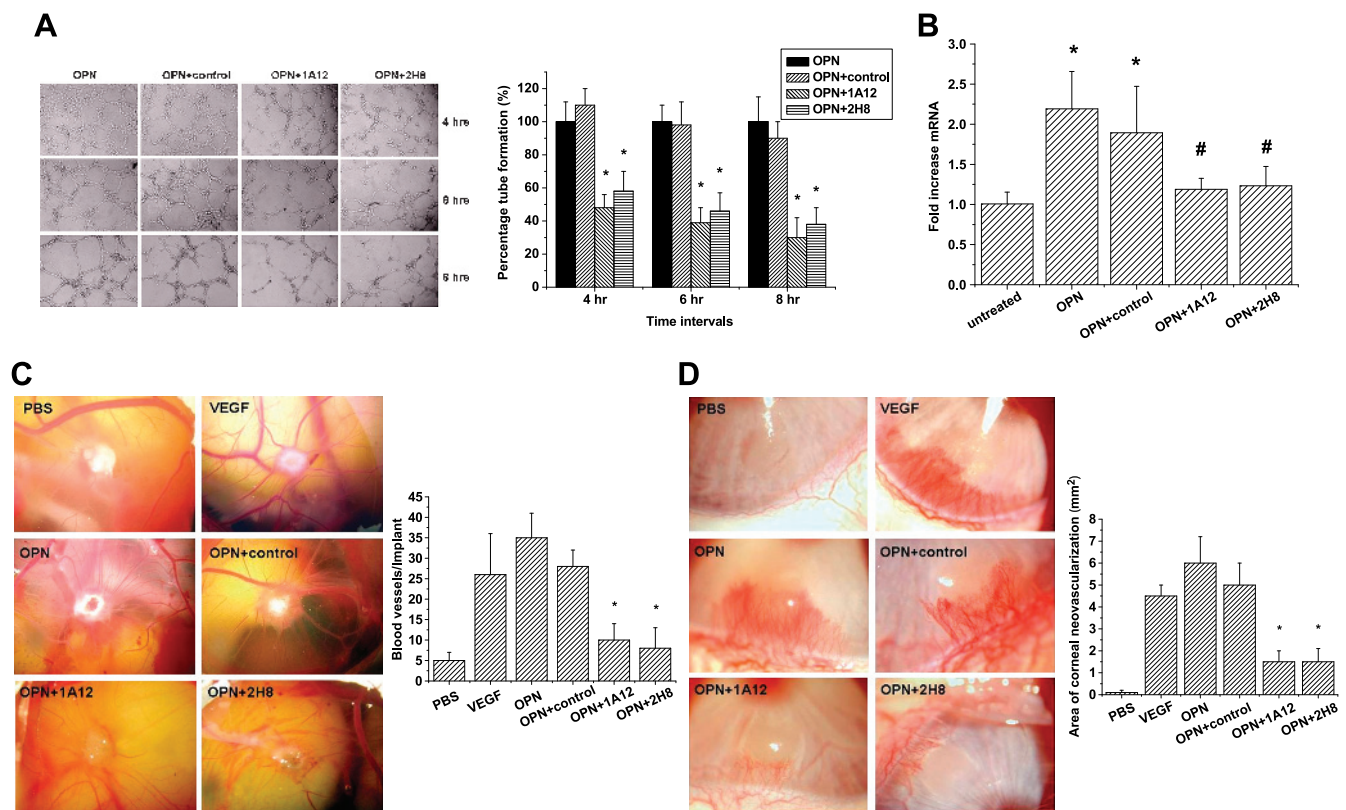 A
OPN OPN+control OPN+1A12 OPN+2H8
4 hre
6 hre
Percentage tube formation (%)
120
100
80
60
40
20
0
4 hr 6 hr 8 hr
Time intervals
OPN
OPN+control
OPN+1A12
OPN+2H8
* * * * * *
B
Fold increase mRNA
3.0
2.5
2.0
1.5
1.0
0.5
0.0
* * # #
untreated OPN OPN+control OPN+1A12 OPN+2H8
C
PBS VEGF
OPN OPN+control
OPN+1A12 OPN+2H8
Blood vessels/Implant
45
40
35
30
25
20
15
10
5
0
* *
PBS VEGF OPN OPN+control OPN+1A12 OPN+2H8
D
PBS VEGF
OPN OPN+control
OPN+1A12 OPN+2H8
Area of corneal neovascularization (mm²)
8
7
6
5
4
3
2
1
0
* *
PBS VEGF OPN OPN+control OPN+1A12 OPN+2H8